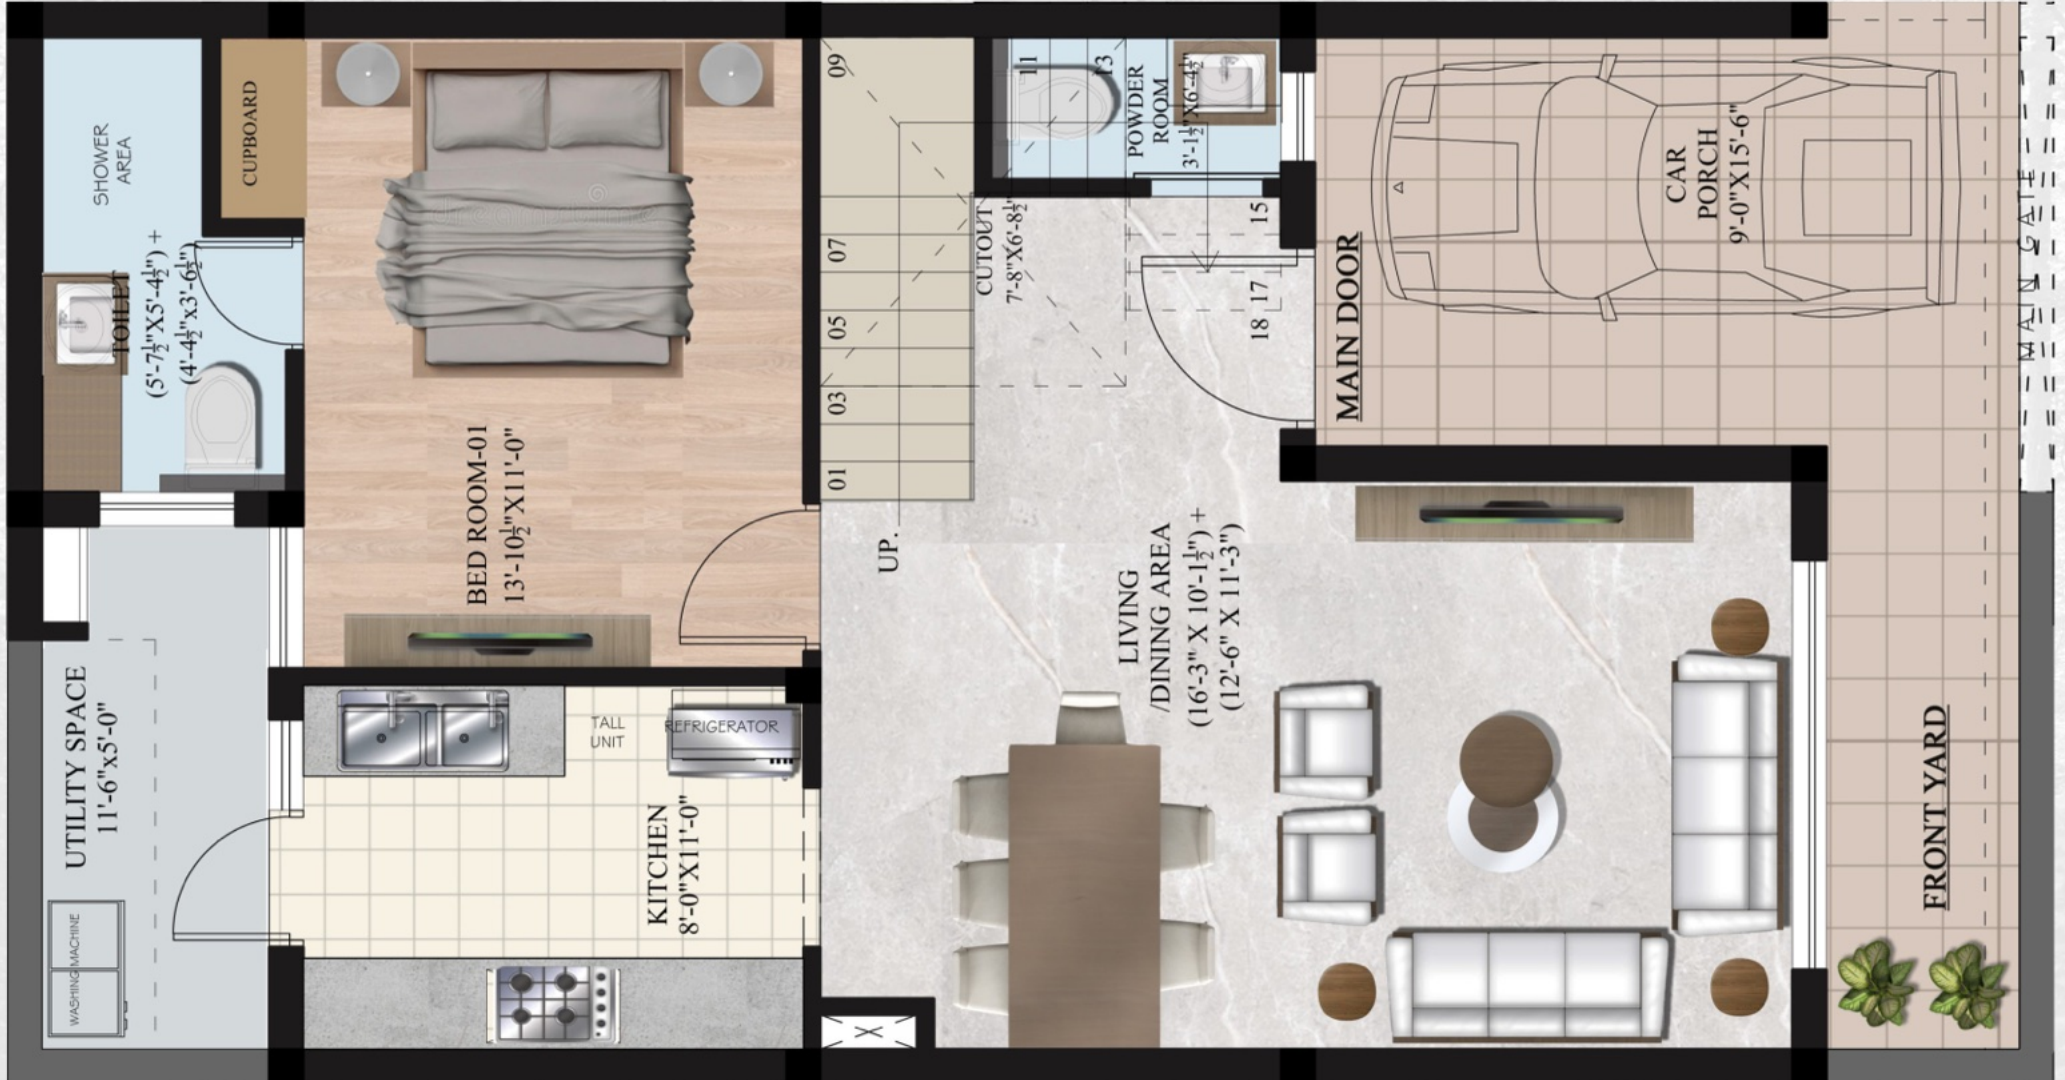 SHOWER
AREA
CUPBOARD
TOILET
(5'-7½"X5'-4½") +
(4'-4½"x3'-6½")
BED ROOM-01
13'-10½"X11'-0"
UTILITY SPACE
11'-6"x5'-0"
WASHING MACHINE
TALL
UNIT
REFRIGERATOR
KITCHEN
8'-0"X11'-0"
09
07
05
03
01
UP.
11
13
POWDER
ROOM
3'-1½"X6'-4½"
CUTOUT
7'-8"X6'-8½"
15
17
18
MAIN DOOR
CAR
PORCH
9'-0"X15'-6"
MAIN GATE
LIVING
/DINING AREA
(16'-3" X 10'-1½") +
(12'-6" X 11'-3")
FRONT YARD